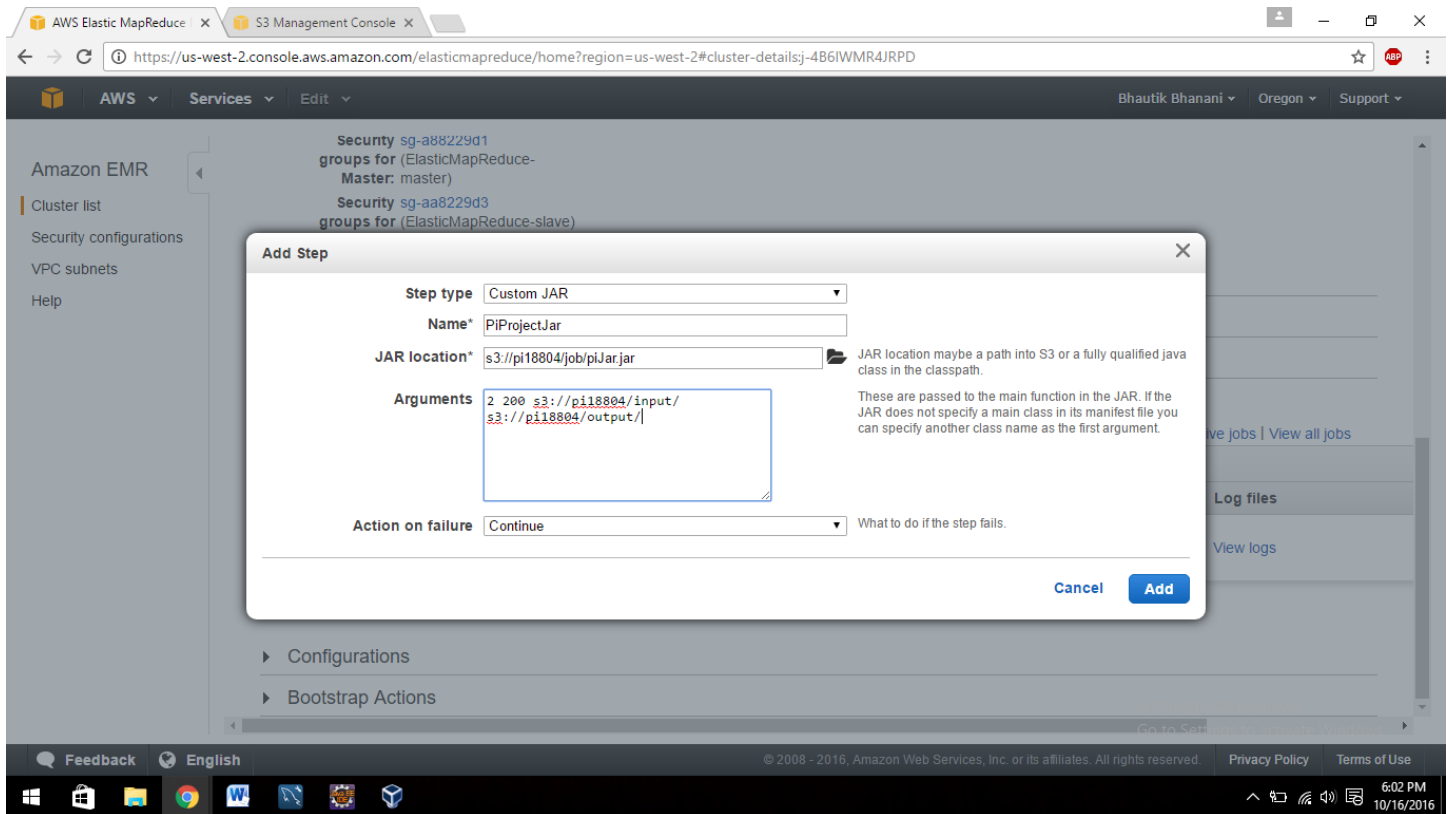 AWS Elastic MapReduce
S3 Management Console
https://us-west-2.console.aws.amazon.com/elasticmapreduce/home?region=us-west-2#cluster-details:j-4B6IWMR4JRPD
ABP
AWS Services Edit
Bhautik Bhanani Oregon Support
Amazon EMR
Cluster list
Security configurations
VPC subnets
Help
Security sg-a88229d1
groups for (ElasticMapReduce-
Master: master)
Security sg-aa8229d3
groups for (ElasticMapReduce-slave)
Add Step
Step type Custom JAR
Name* PiProjectJar
JAR location* s3://pi18804/job/piJar.jar
JAR location maybe a path into S3 or a fully qualified java
class in the classpath.
Arguments 2 200 s3://pi18804/input/
s3://pi18804/output/
These are passed to the main function in the JAR. If the
JAR does not specify a main class in its manifest file you
can specify another class name as the first argument.
Action on failure Continue
What to do if the step fails.
Cancel Add
ive jobs | View all jobs
Log files
View logs
Configurations
Bootstrap Actions
Feedback English
© 2008 - 2016, Amazon Web Services, Inc. or its affiliates. All rights reserved. Privacy Policy Terms of Use
6:02 PM
10/16/2016